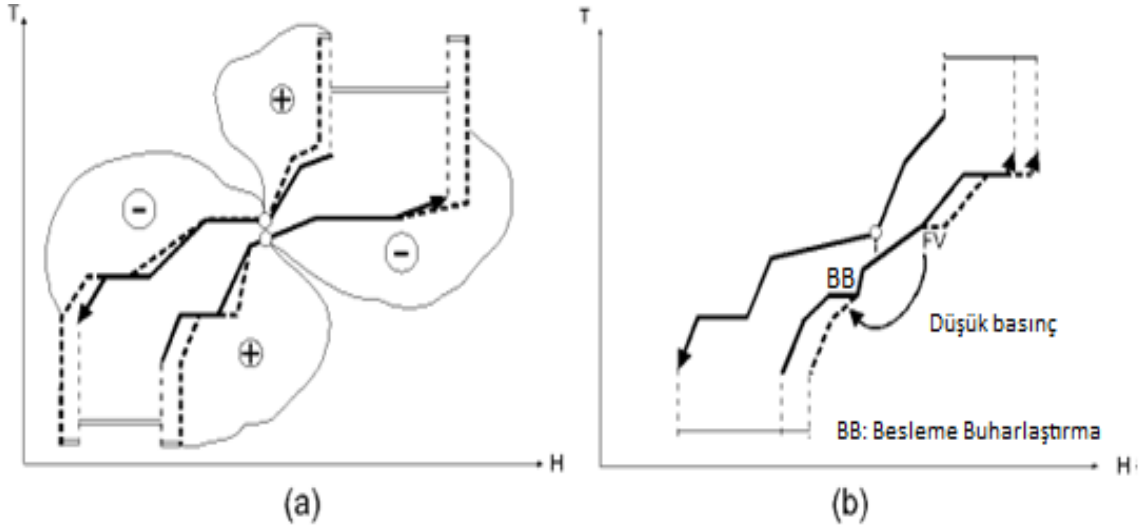 T
+
-
-
+
H
(a)
T
FV
BB
Düşük basınç
BB: Besleme Buharlaştırma
H
(b)